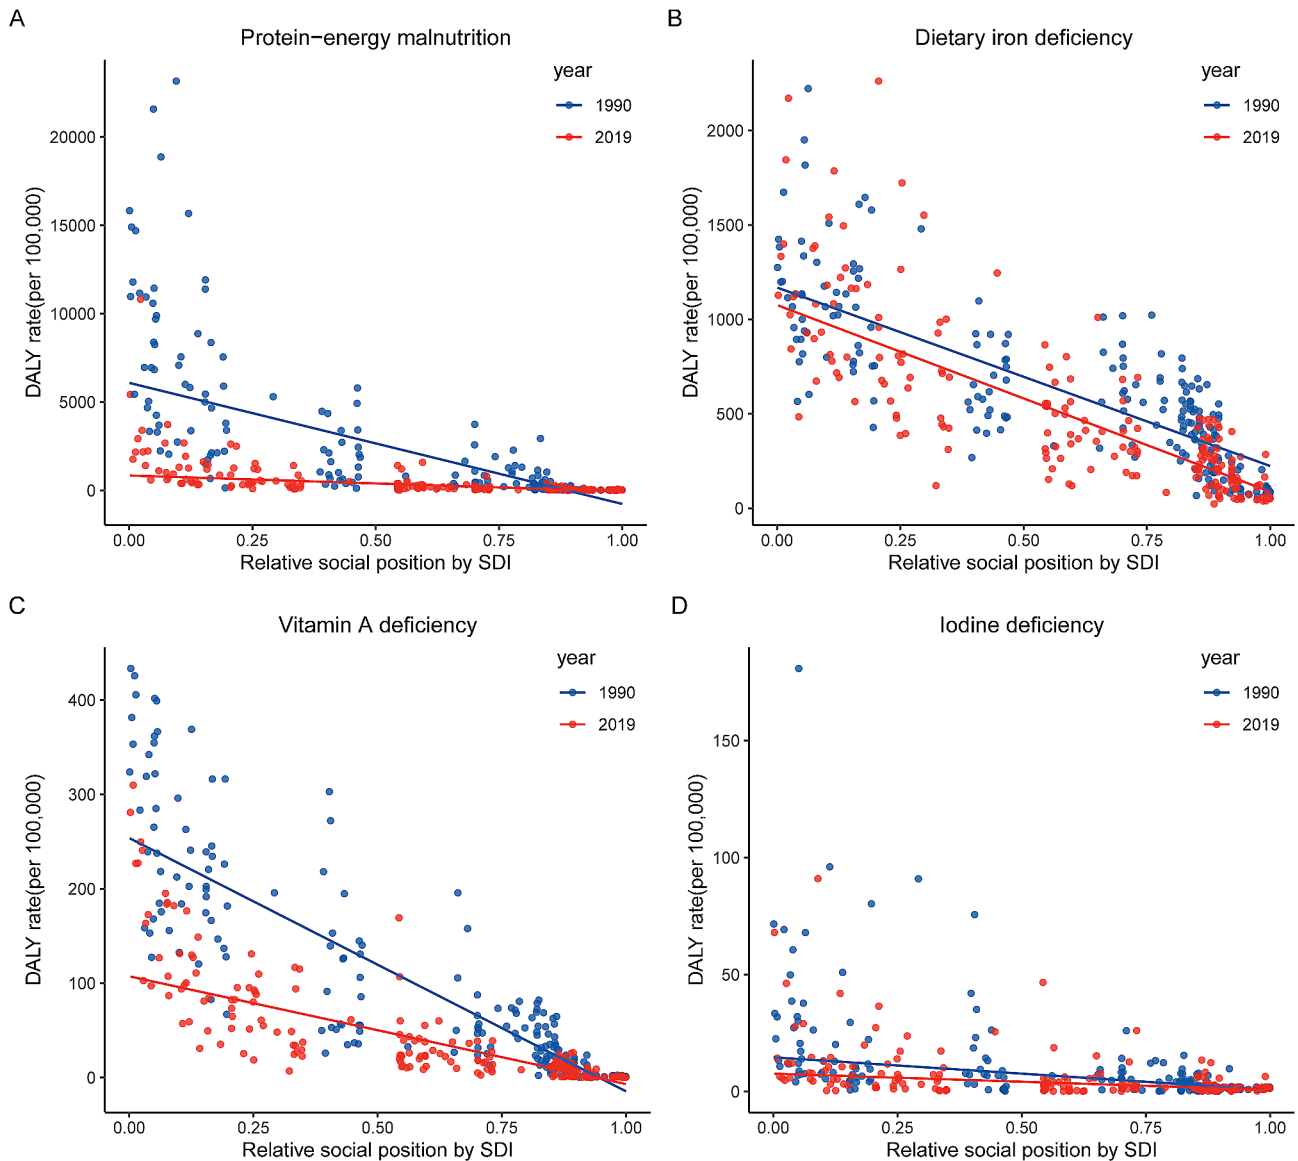 A
Protein−energy malnutrition
year
1990
2019
DALY rate(per 100,000)
20000
15000
10000
5000
0
0.00 0.25 0.50 0.75 1.00
Relative social position by SDI
B
Dietary iron deficiency
year
1990
2019
DALY rate(per 100,000)
2000
1500
1000
500
0
0.00 0.25 0.50 0.75 1.00
Relative social position by SDI
C
Vitamin A deficiency
year
1990
2019
DALY rate(per 100,000)
400
300
200
100
0
0.00 0.25 0.50 0.75 1.00
Relative social position by SDI
D
Iodine deficiency
year
1990
2019
DALY rate(per 100,000)
150
100
50
0
0.00 0.25 0.50 0.75 1.00
Relative social position by SDI